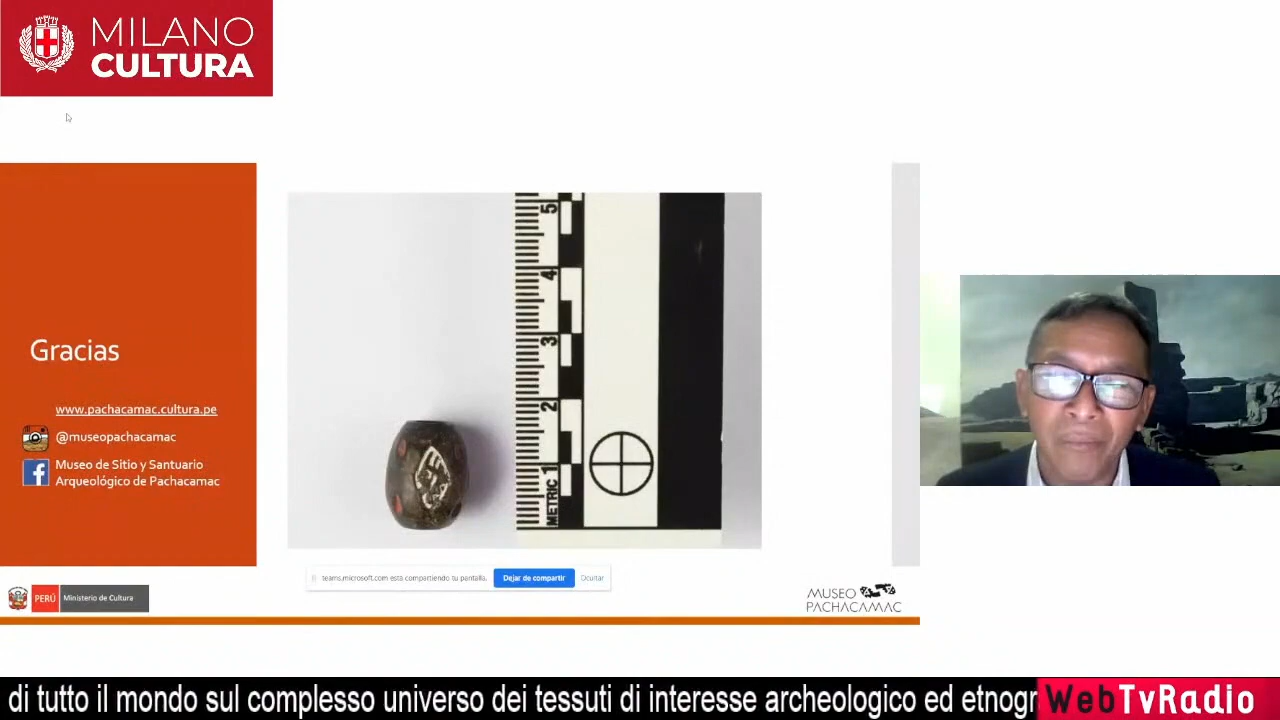 MILANO
CULTURA
Gracias
www.pachacamac.cultura.pe
@museopachacamac
Museo de Sitio y Santuario
Arqueológico de Pachacamac
5
4
3
2
METRIC 1
teams.microsoft.com está compartiendo tu pantalla.
Dejar de compartir
Ocultar
PERÚ
Ministerio de Cultura
MUSEO
PACHACAMAC
di tutto il mondo sul complesso universo dei tessuti di interesse archeologico ed etnogr
WebTvRadio